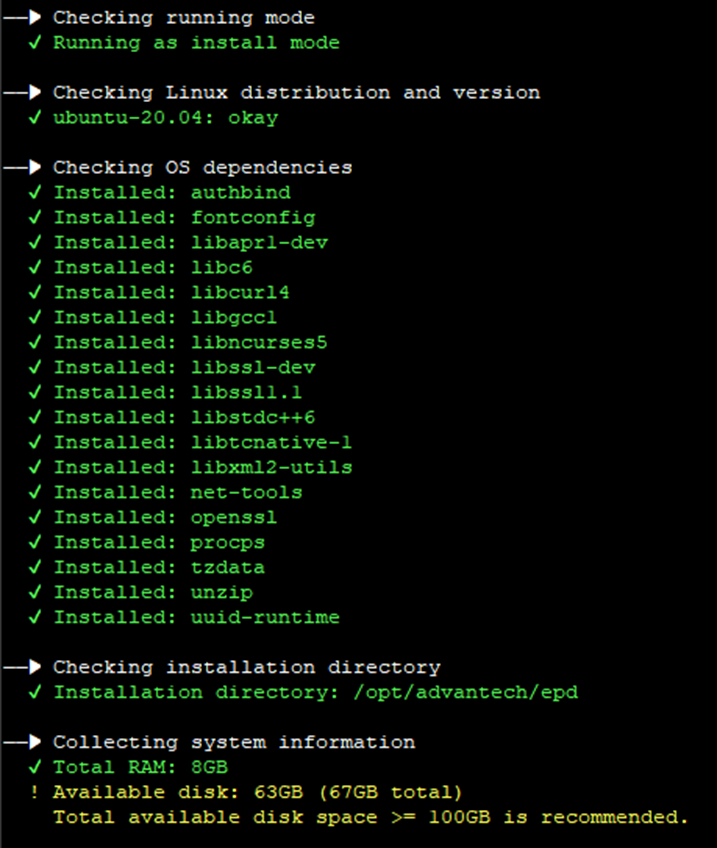 ──► Checking running mode
✓ Running as install mode
──► Checking Linux distribution and version
✓ ubuntu-20.04: okay
──► Checking OS dependencies
✓ Installed: authbind
✓ Installed: fontconfig
✓ Installed: libapr1-dev
✓ Installed: libc6
✓ Installed: libcurl4
✓ Installed: libgcc1
✓ Installed: libncurses5
✓ Installed: libssl-dev
✓ Installed: libssl1.1
✓ Installed: libstdc++6
✓ Installed: libtcnative-1
✓ Installed: libxml2-utils
✓ Installed: net-tools
✓ Installed: openssl
✓ Installed: procps
✓ Installed: tzdata
✓ Installed: unzip
✓ Installed: uuid-runtime
──► Checking installation directory
✓ Installation directory: /opt/advantech/epd
──► Collecting system information
✓ Total RAM: 8GB
! Available disk: 63GB (67GB total)
Total available disk space >= 100GB is recommended.